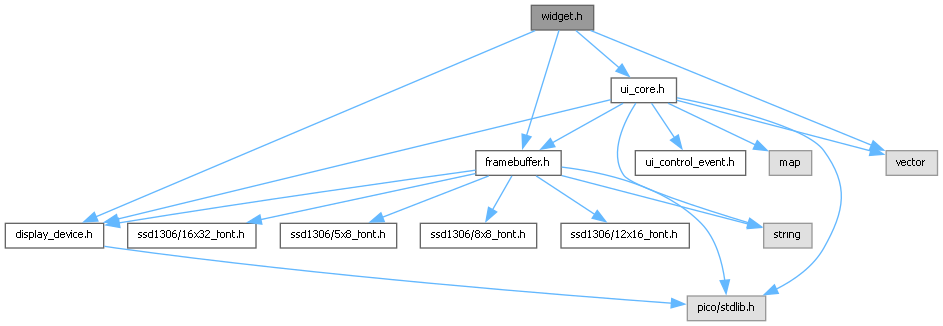 widget.h
ui_core.h
framebuffer.h
ui_control_event.h
map
vector
display_device.h
ssd1306/16x32_font.h
ssd1306/5x8_font.h
ssd1306/8x8_font.h
ssd1306/12x16_font.h
string
pico/stdlib.h